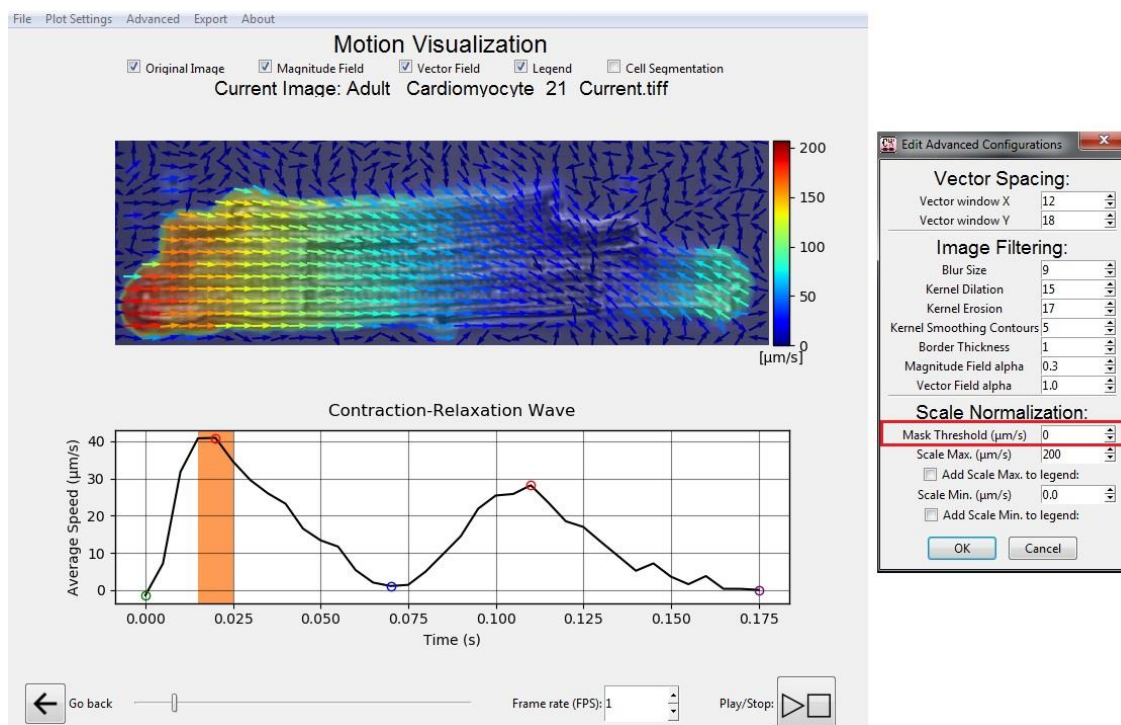 File Plot Settings Advanced Export About
Motion Visualization
Original Image Magnitude Field Vector Field Legend Cell Segmentation
Current Image: Adult Cardiomyocyte 21 Current.tiff
200
150
100
50
0
[µm/s]
Contraction-Relaxation Wave
Average Speed (µm/s)
40
30
20
10
0
0.000 0.025 0.050 0.075 0.100 0.125 0.150 0.175
Time (s)
Go back Frame rate (FPS): 1 Play/Stop:
Edit Advanced Configurations
Vector Spacing:
Vector window X 12
Vector window Y 18
Image Filtering:
Blur Size 9
Kernel Dilation 15
Kernel Erosion 17
Kernel Smoothing Contours 5
Border Thickness 1
Magnitude Field alpha 0.3
Vector Field alpha 1.0
Scale Normalization:
Mask Threshold (µm/s) 0
Scale Max. (µm/s) 200
Add Scale Max. to legend:
Scale Min. (µm/s) 0.0
Add Scale Min. to legend:
OK Cancel